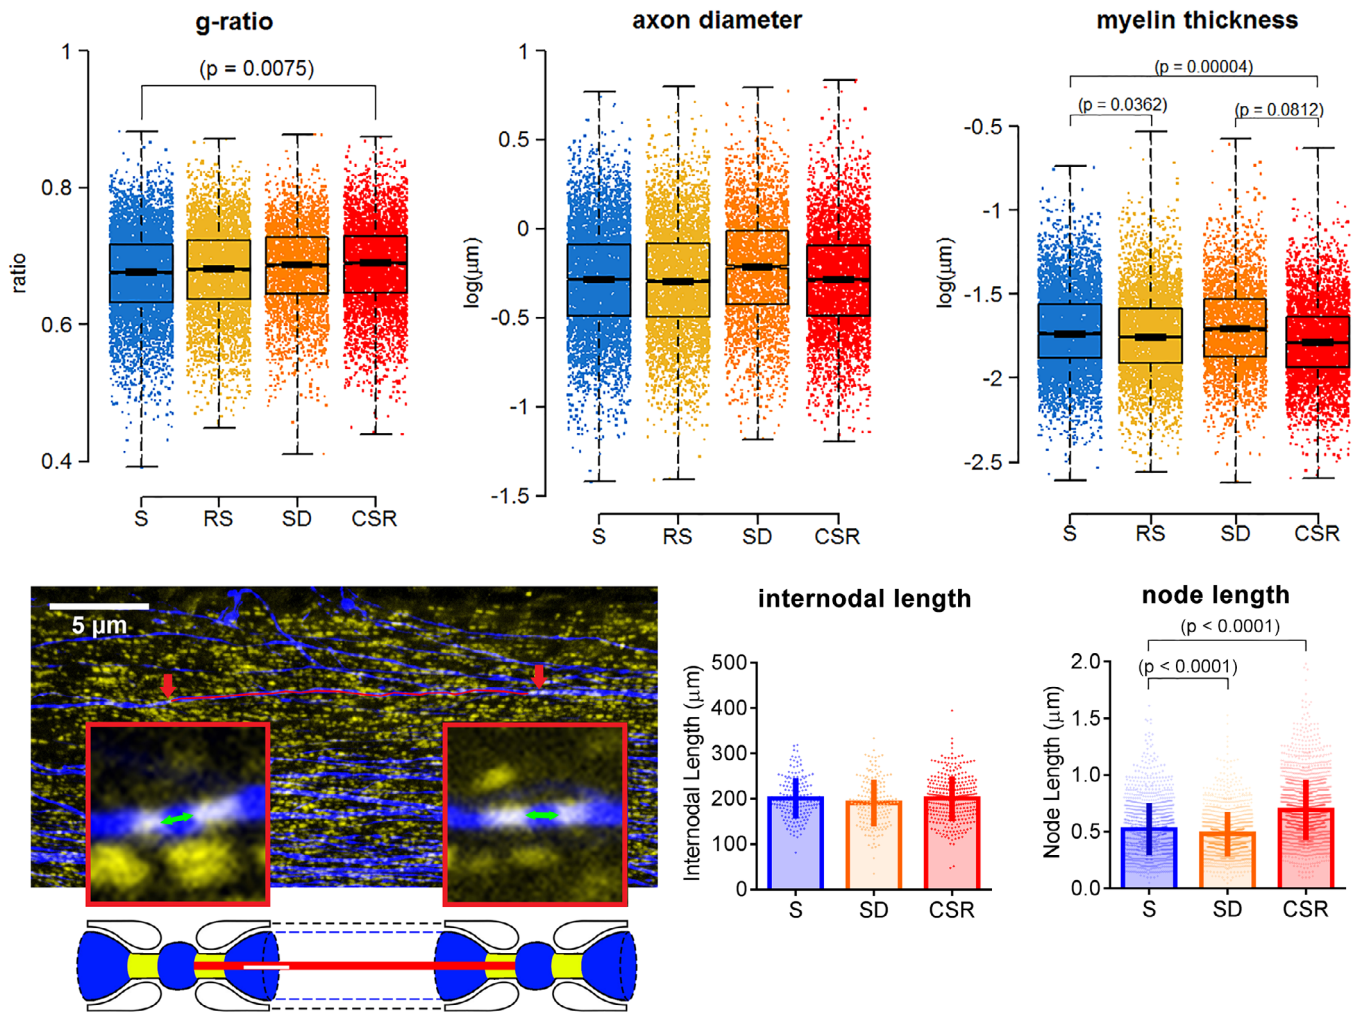 g-ratio
axon diameter
myelin thickness
1
0.8
0.6
0.4
ratio
(p = 0.0075)
S RS SD CSR
1
0.5
0
-0.5
-1
-1.5
log(µm)
S RS SD CSR
(p = 0.00004)
(p = 0.0362)
(p = 0.0812)
-0.5
-1
-1.5
-2
-2.5
log(µm)
S RS SD CSR
5 µm
internodal length
500
400
300
200
100
0
Internodal Length (µm)
S SD CSR
node length
(p < 0.0001)
(p < 0.0001)
2.0
1.5
1.0
0.5
0.0
Node Length (µm)
S SD CSR